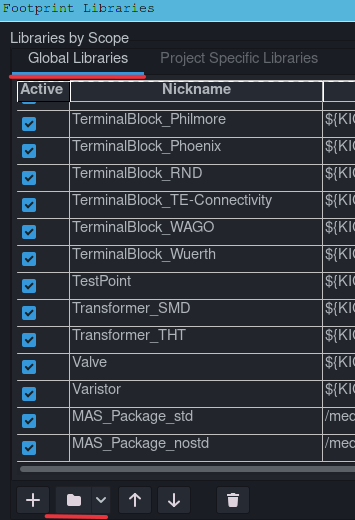 Footprint Libraries
Libraries by Scope
Global Libraries Project Specific Libraries
Active Nickname
TerminalBlock_Philmore ${KIC
TerminalBlock_Phoenix ${KIC
TerminalBlock_RND ${KIC
TerminalBlock_TE-Connectivity ${KIC
TerminalBlock_WAGO ${KIC
TerminalBlock_Wuerth ${KIC
TestPoint ${KIC
Transformer_SMD ${KIC
Transformer_THT ${KIC
Valve ${KIC
Varistor ${KIC
MAS_Package_std /med
MAS_Package_nostd /med